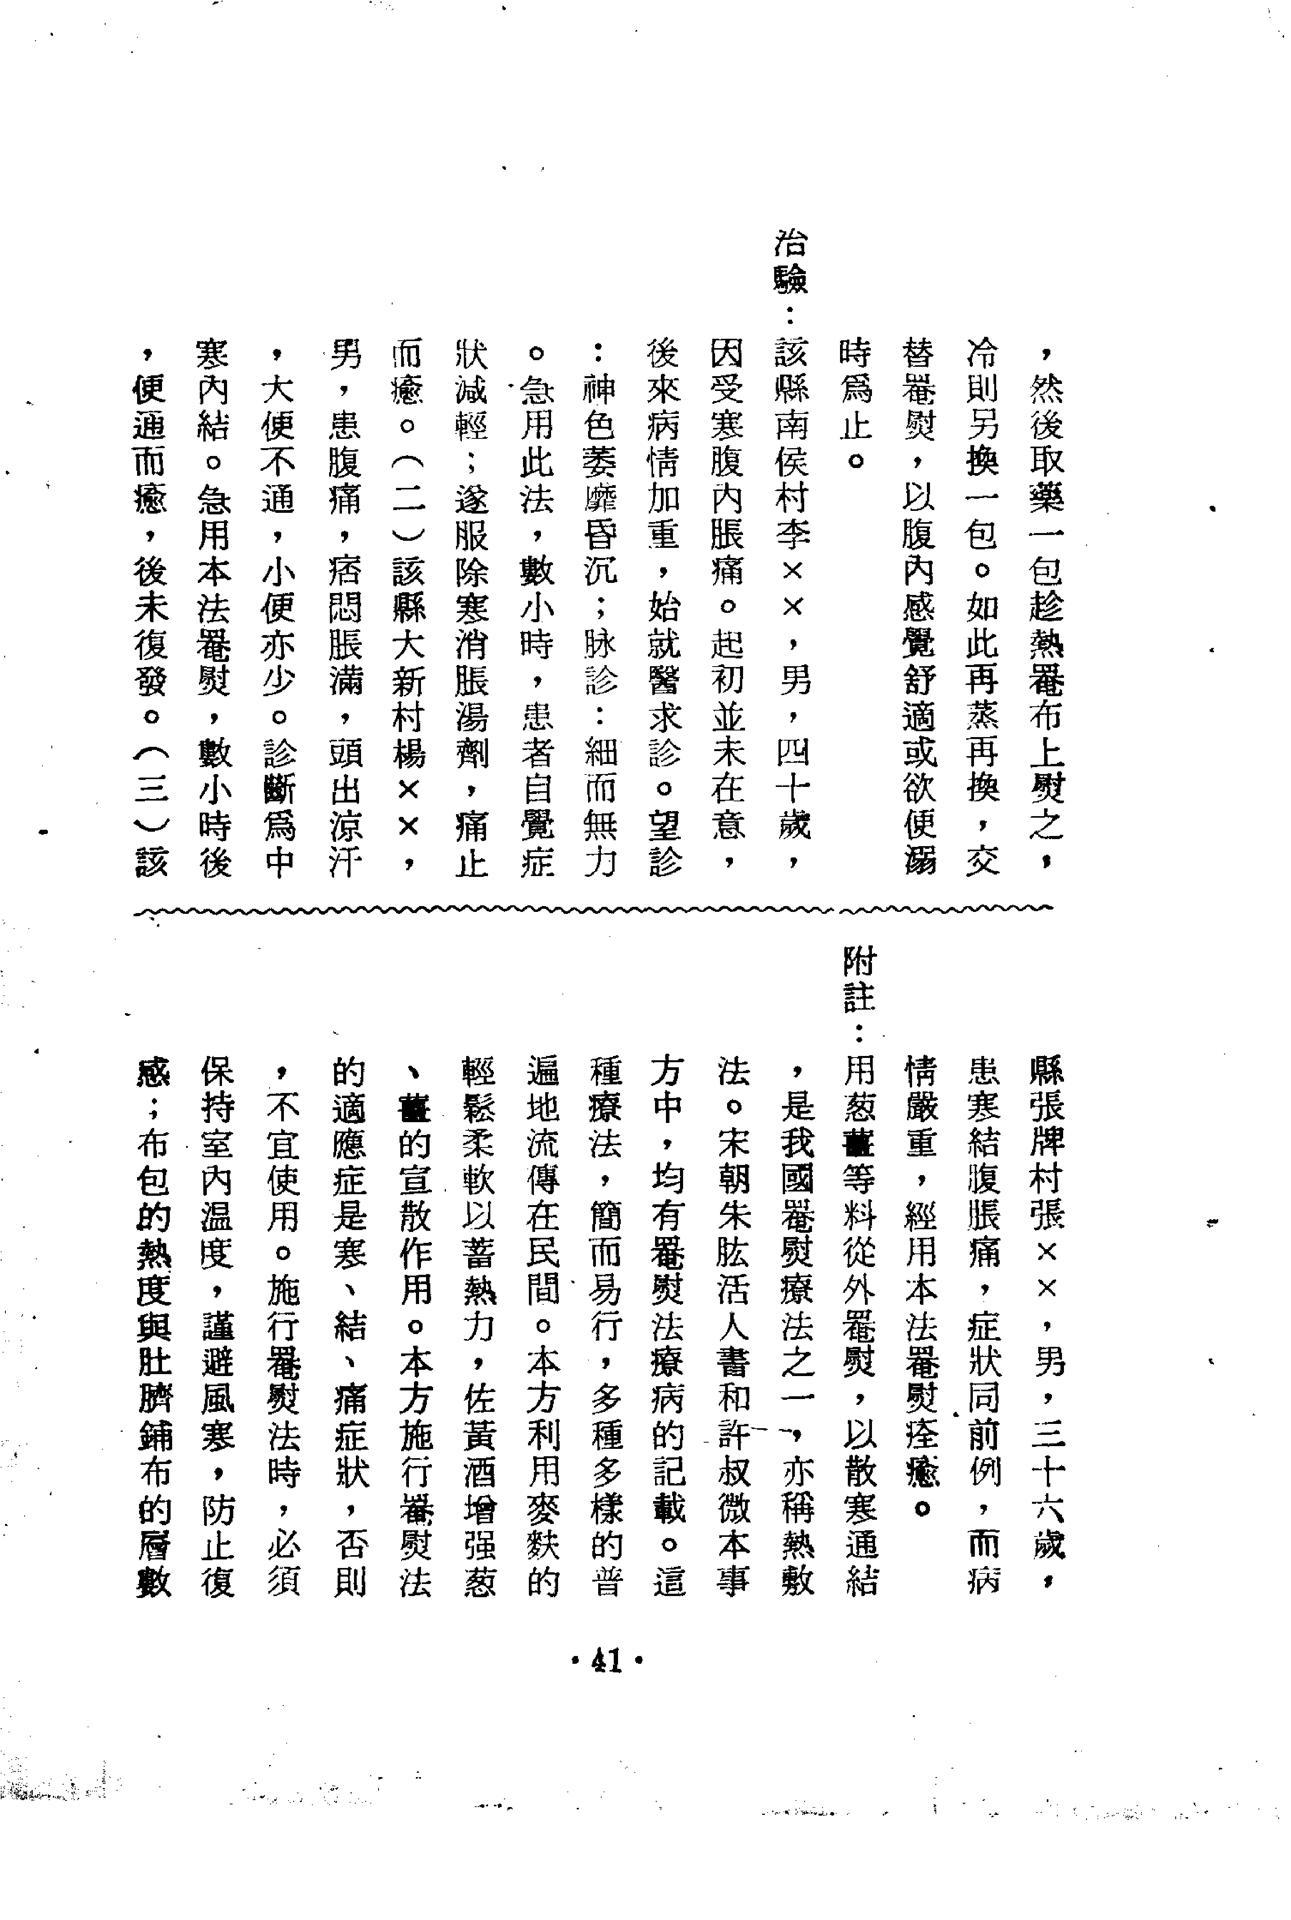 ，然後取藥一包趁熱罨布上熨之，
冷則另換一包。如此再蒸再換，交
替罨熨，以腹內感覺舒適或欲便溺
時爲止。
治驗：該縣南侯村李××，男，四十歲，
因受寒腹內脹痛。起初並未在意，
後來病情加重，始就醫求診。望診
：神色萎靡昏沉；脉診：細而無力
。急用此法，數小時，患者自覺症
狀減輕；遂服除寒消脹湯劑，痛止
而癒。（二）該縣大新村楊××，
男，患腹痛，痞悶脹滿，頭出涼汗
，大便不通，小便亦少。診斷爲中
寒內結。急用本法罨熨，數小時後
，便通而癒，後未復發。（三）該
縣張牌村張××，男，三十六歲，
患寒結腹脹痛，症狀同前例，而病
情嚴重，經用本法罨熨痊癒。
附註：用葱薑等料從外罨熨，以散寒通結
，是我國罨熨療法之一，亦稱熱敷
法。宋朝朱肱活人書和許叔微本事
方中，均有罨熨法療病的記載。這
種療法，簡而易行，多種多樣的普
遍地流傳在民間。本方利用麥麩的
輕鬆柔軟以蓄熱力，佐黃酒增强葱
、薑的宣散作用。本方施行罨熨法
的適應症是寒、結、痛症狀，否則
，不宜使用。施行罨熨法時，必須
保持室內温度，謹避風寒，防止復
感；布包的熱度與肚臍鋪布的層數
·41·